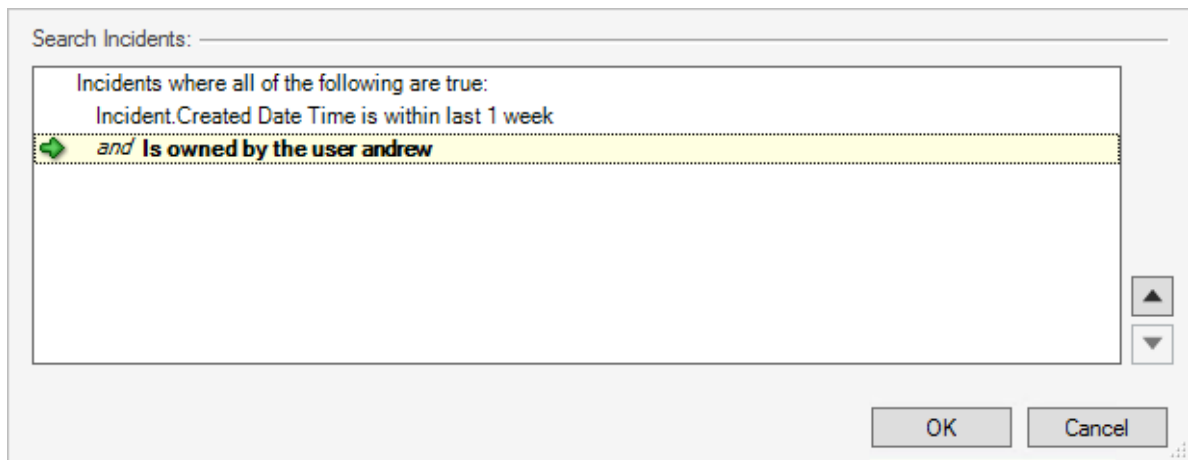 Search Incidents:
Incidents where all of the following are true:
Incident.Created Date Time is within last 1 week
and Is owned by the user andrew
OK
Cancel